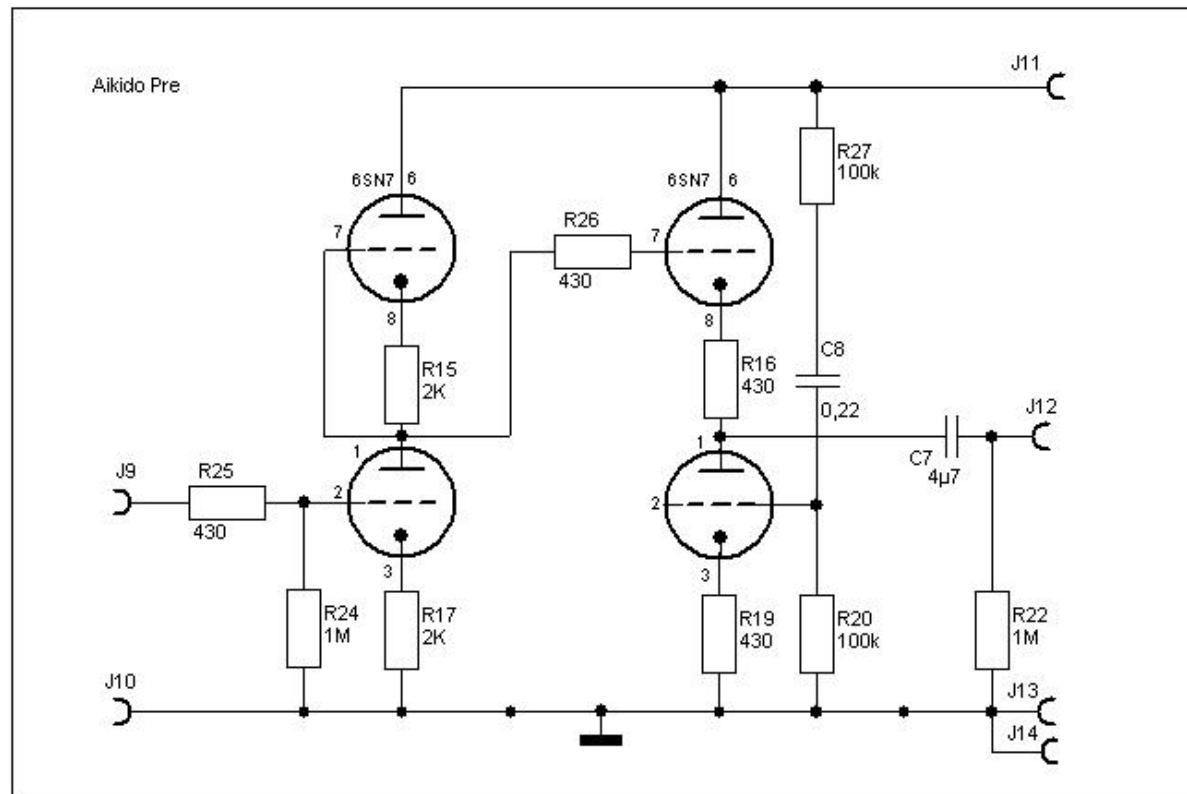 Aikido Pre
J11
R27
100k
6SN7 6
6SN7 6
R26
7
7
430
8
8
C8
R15
2K
R16
430
0,22
J12
1
1
C7
4µ7
J9
R25
2
2
430
3
3
R24
1M
R17
2K
R19
430
R20
100k
R22
1M
J10
J13
J14